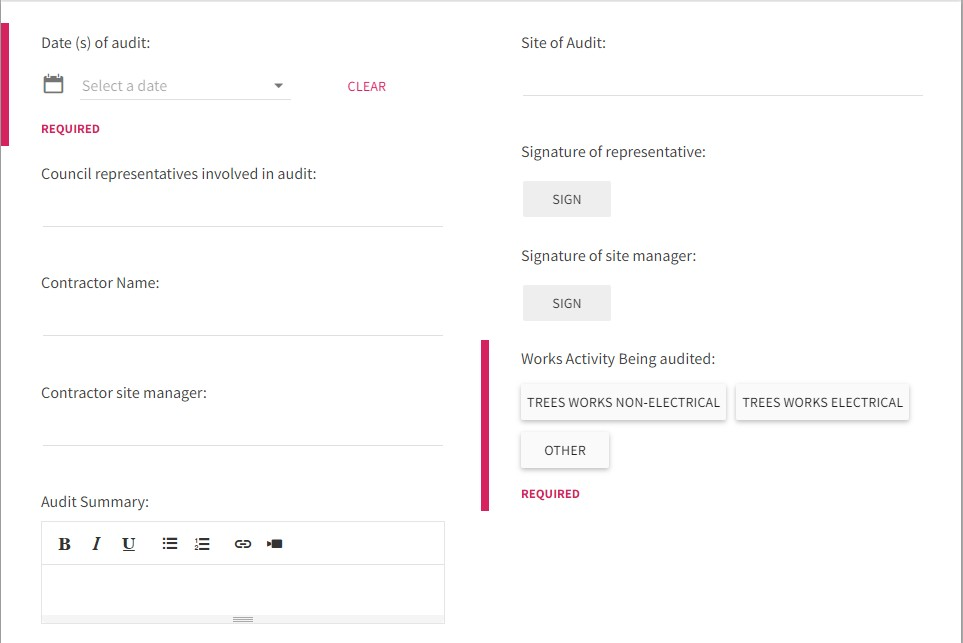 Date (s) of audit:
Select a date
CLEAR
REQUIRED
Council representatives involved in audit:
Contractor Name:
Contractor site manager:
Audit Summary:
B I U
Site of Audit:
Signature of representative:
SIGN
Signature of site manager:
SIGN
Works Activity Being audited:
TREES WORKS NON-ELECTRICAL TREES WORKS ELECTRICAL
OTHER
REQUIRED